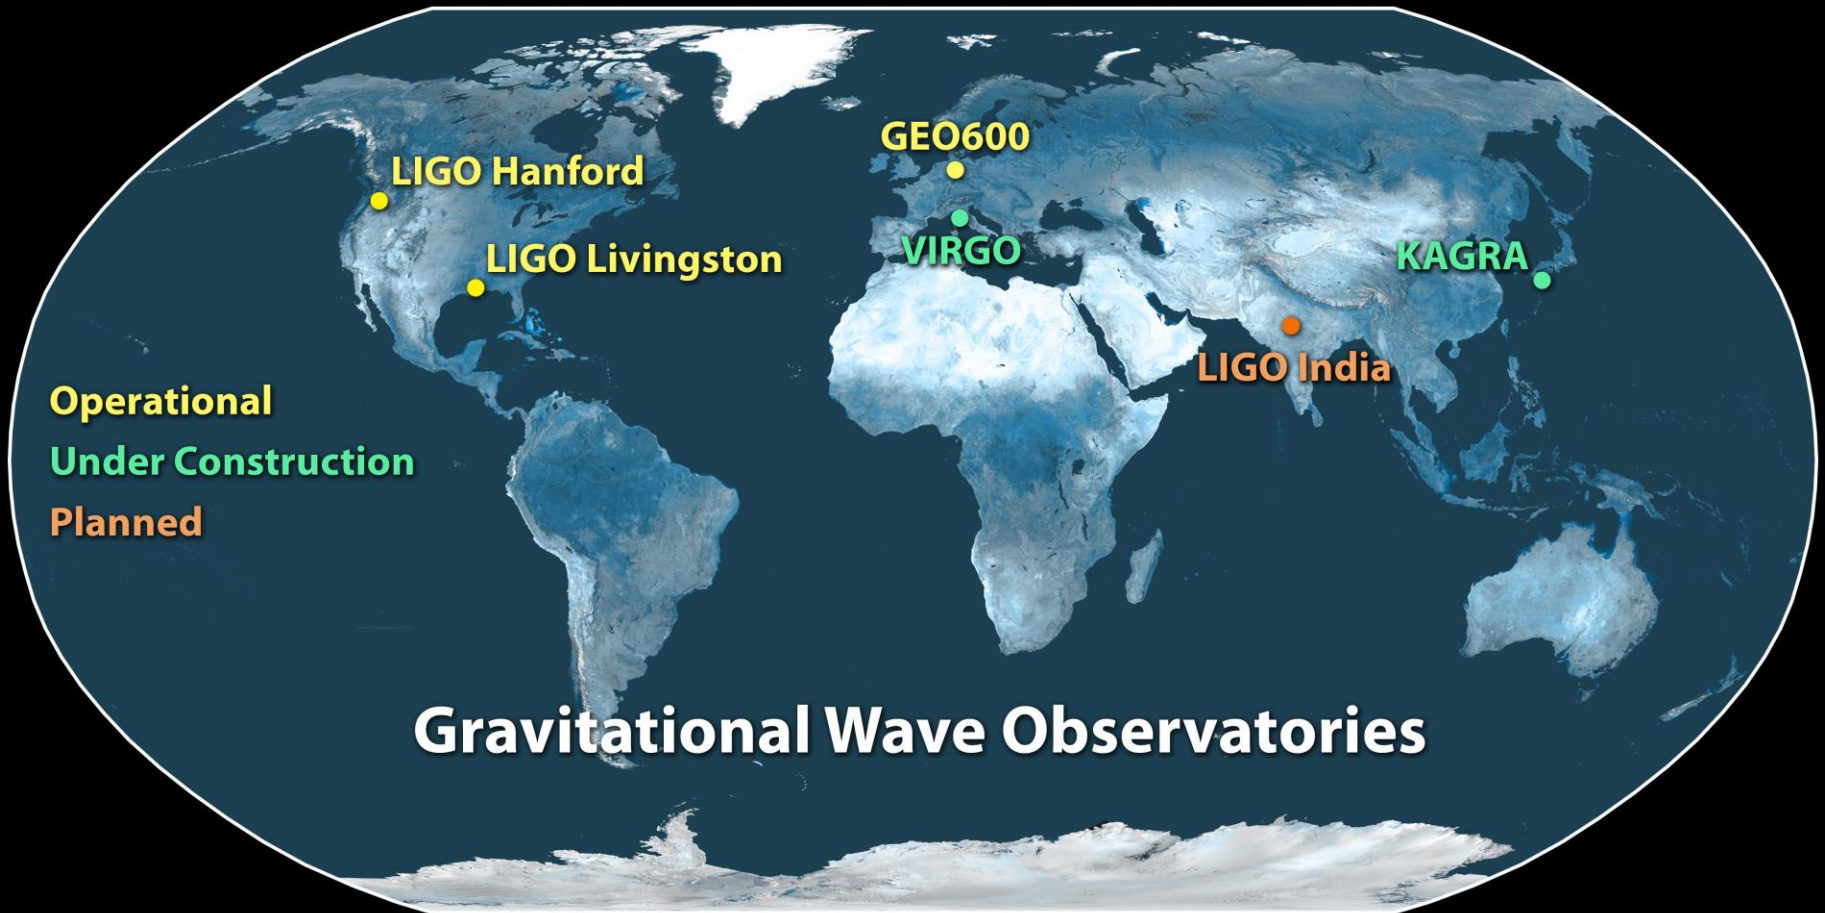 GEO600
LIGO Hanford
LIGO Livingston
VIRGO
KAGRA
LIGO India
Operational
Under Construction
Planned
Gravitational Wave Observatories